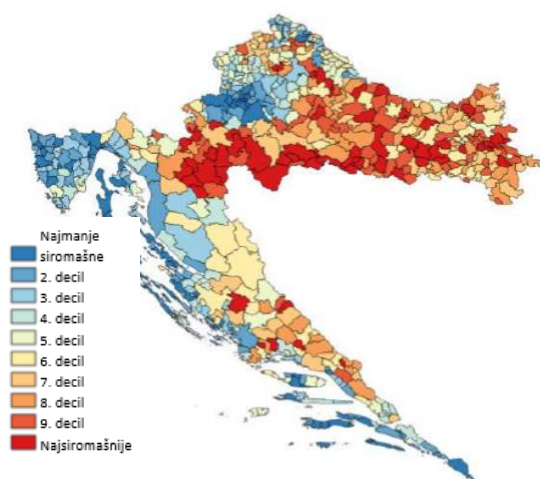 Najmanje
siromašne
2. decil
3. decil
4. decil
5. decil
6. decil
7. decil
8. decil
9. decil
Najsiromašnije